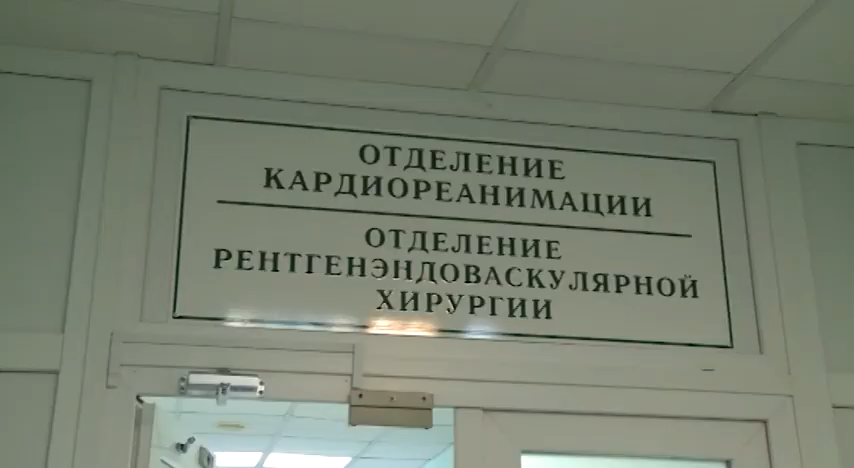 ОТДЕЛЕНИЕ
КАРДИОРЕАНИМАЦИИ
ОТДЕЛЕНИЕ
РЕНТГЕНЭНДОВАСКУЛЯРНОЙ
ХИРУРГИИ